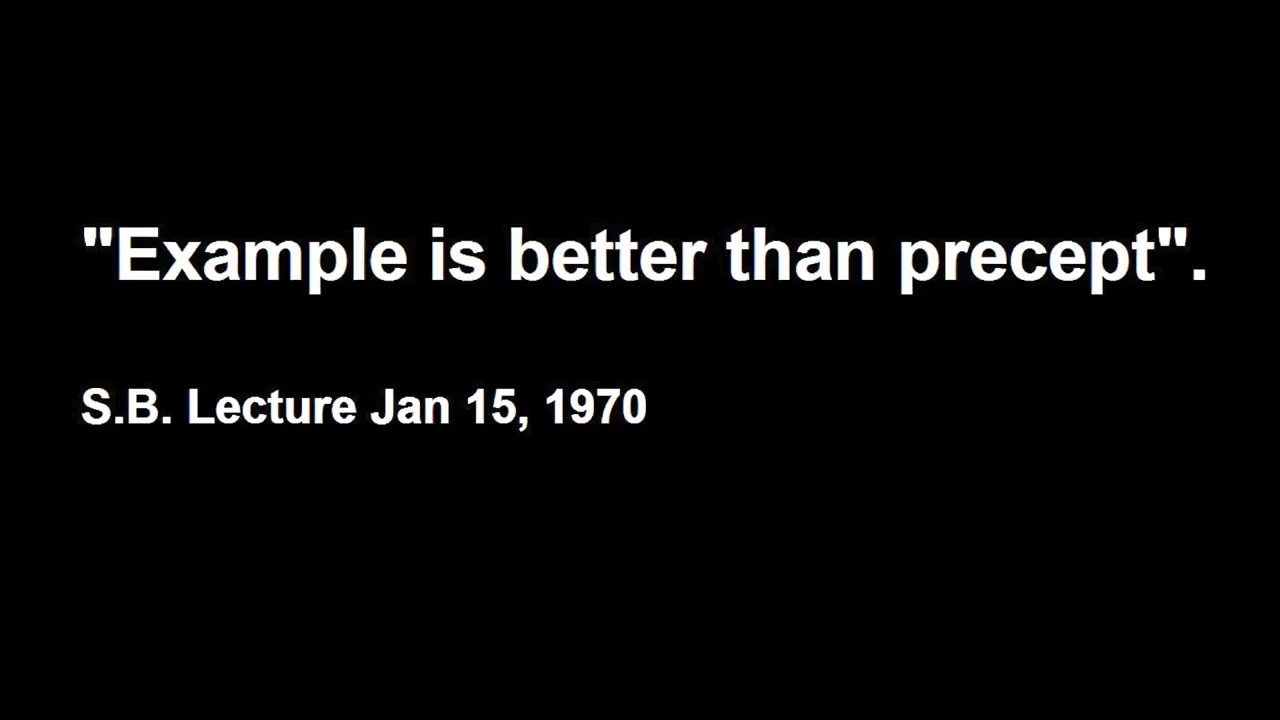 "Example is better than precept".
S.B. Lecture Jan 15, 1970